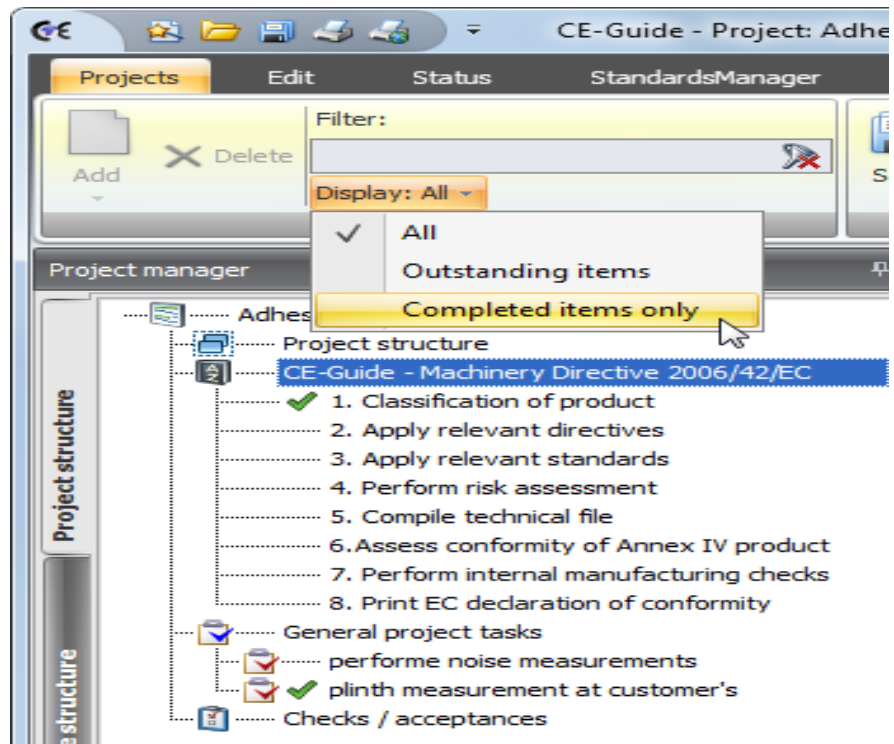 CE CE-Guide - Project: Adhe
Projects Edit Status StandardsManager
Filter:
Add Delete
Display: All
All
Outstanding items
Completed items only
Project manager
Adhes
Project structure
CE-Guide - Machinery Directive 2006/42/EC
1. Classification of product
2. Apply relevant directives
3. Apply relevant standards
4. Perform risk assessment
5. Compile technical file
6.Assess conformity of Annex IV product
7. Perform internal manufacturing checks
8. Print EC declaration of conformity
General project tasks
performe noise measurements
plinth measurement at customer's
Checks / acceptances
Project structure
structure